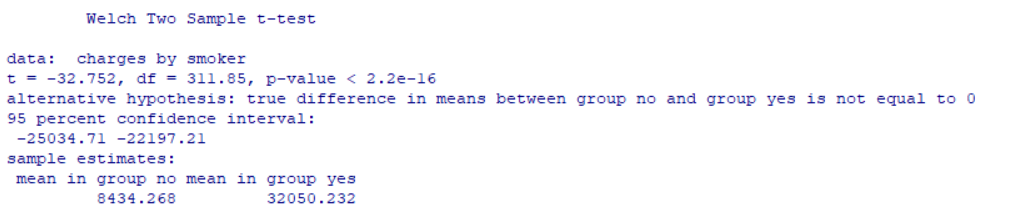 Welch Two Sample t-test
data:  charges by smoker
t = -32.752, df = 311.85, p-value < 2.2e-16
alternative hypothesis: true difference in means between group no and group yes is not equal to 0
95 percent confidence interval:
 -25034.71 -22197.21
sample estimates:
 mean in group no mean in group yes
         8434.268         32050.232